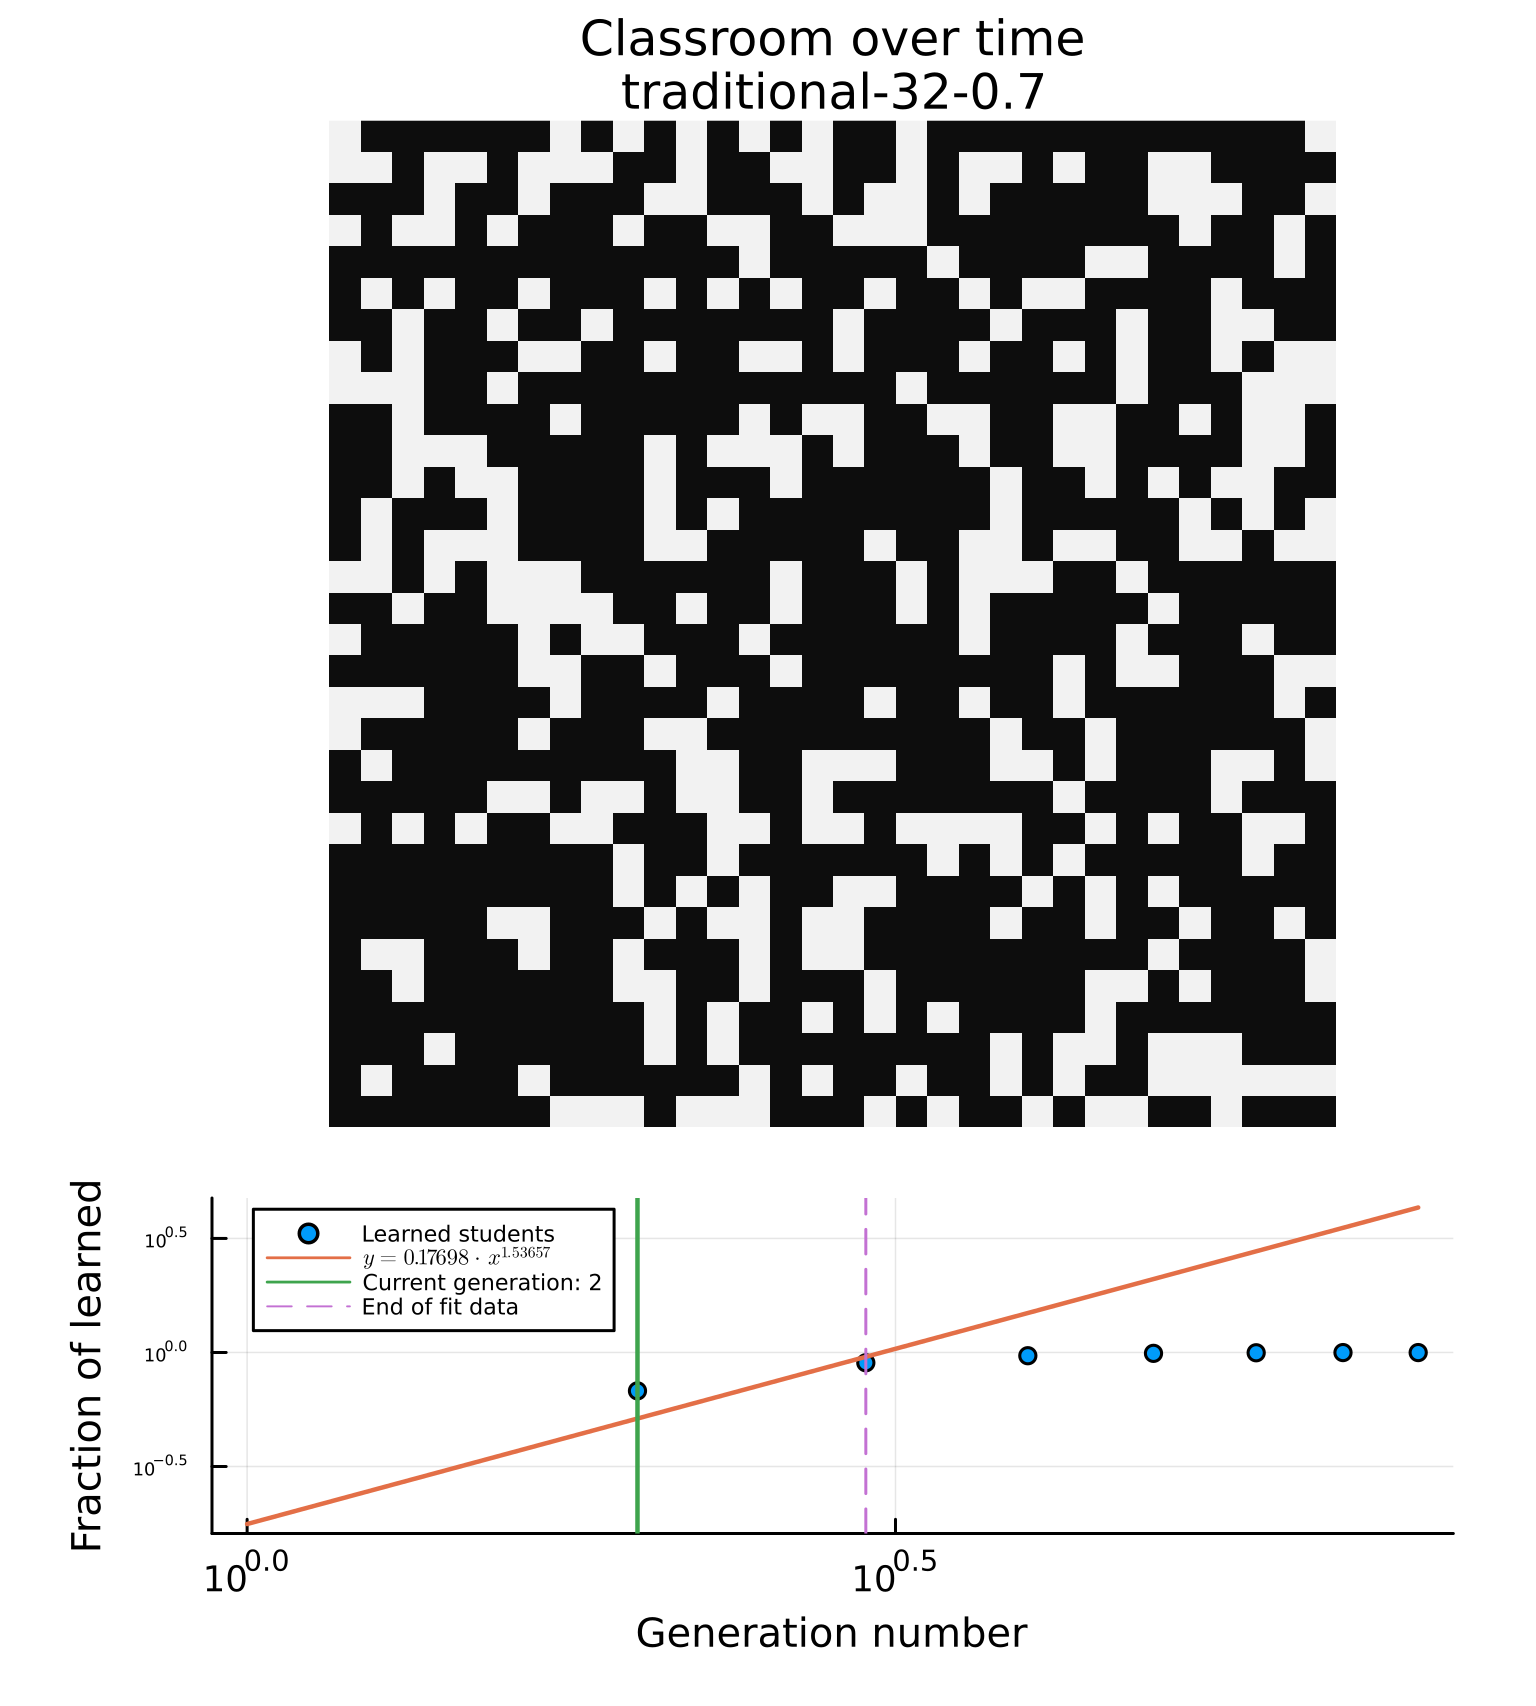 Classroom over time
traditional-32-0.7
Fraction of learned
10^0.5
10^0.0
10^−0.5
Learned students
y = 0.17698 · x^1.53657
Current generation: 2
End of fit data
10^0.0
10^0.5
Generation number